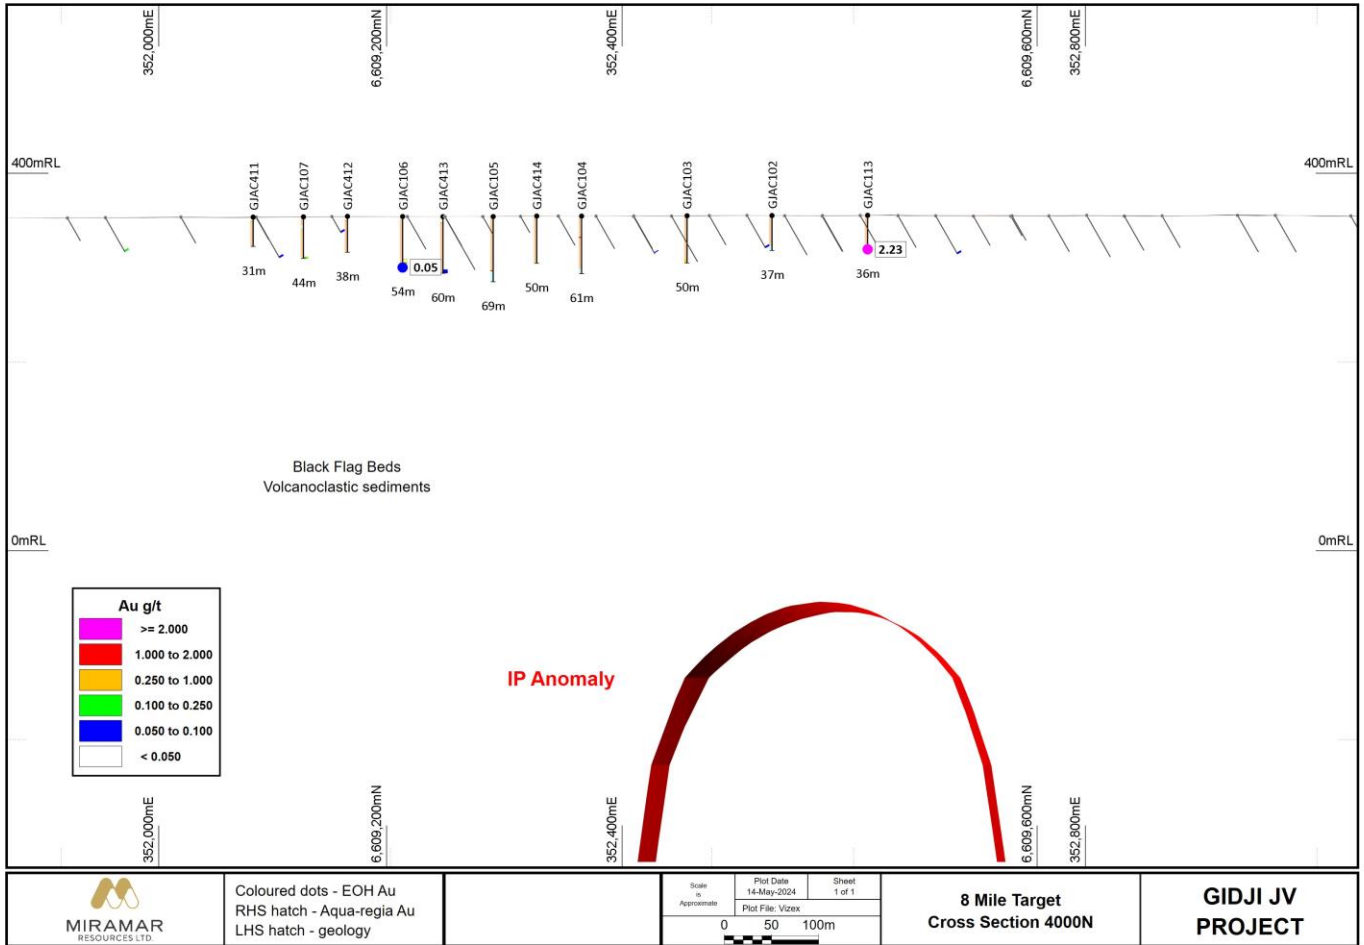 352,000mE
6,609,200mN
352,400mE
6,609,600mN
352,800mE
400mRL
400mRL
GJAC411
GJAC107
GJAC412
GJAC106
GJAC413
GJAC105
GJAC414
GJAC104
GJAC103
GJAC102
GJAC113
0.05
2.23
31m
44m
38m
54m
60m
69m
50m
61m
50m
37m
36m
Black Flag Beds
Volcanoclastic sediments
0mRL
0mRL
Au g/t
>= 2.000
1.000 to 2.000
0.250 to 1.000
0.100 to 0.250
0.050 to 0.100
< 0.050
IP Anomaly
352,000mE
6,609,200mN
352,400mE
6,609,600mN
352,800mE
MIRAMAR
RESOURCES LTD.
Coloured dots - EOH Au
RHS hatch - Aqua-regia Au
LHS hatch - geology
Scale
is
Approximate
Plot Date
14-May-2024
Sheet
1 of 1
Plot File: Vizex
0 50 100m
8 Mile Target
Cross Section 4000N
GIDJI JV
PROJECT